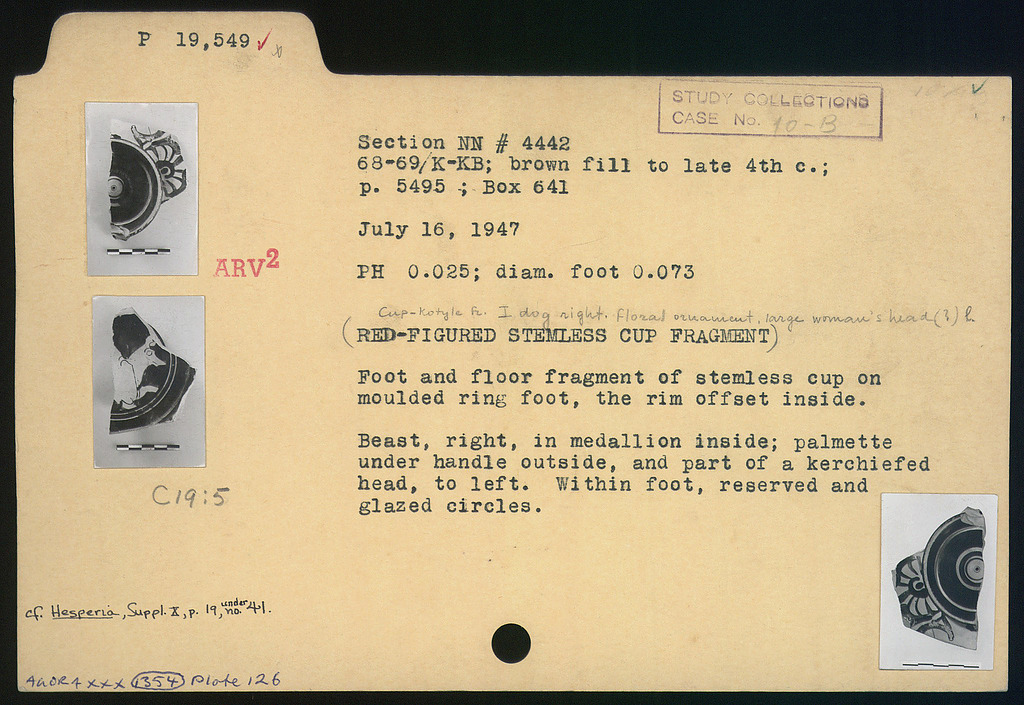 P 19,549
STUDY COLLECTIONS
CASE No. 10-B
Section NN # 4442
68-69/K-KB; brown fill to late 4th c.;
p. 5495 ; Box 641
July 16, 1947
PH 0.025; diam. foot 0.073
ARV2
Cup-Kotyle fr. I dog right. floral ornament, large woman's head (?) l.
(RED-FIGURED STEMLESS CUP FRAGMENT)
Foot and floor fragment of stemless cup on
moulded ring foot, the rim offset inside.
Beast, right, in medallion inside; palmette
under handle outside, and part of a kerchiefed
head, to left. Within foot, reserved and
glazed circles.
C19:5
cf. Hesperia, Suppl. X, p. 19, under no. 41.
AGORA XXX 1354 Plate 126